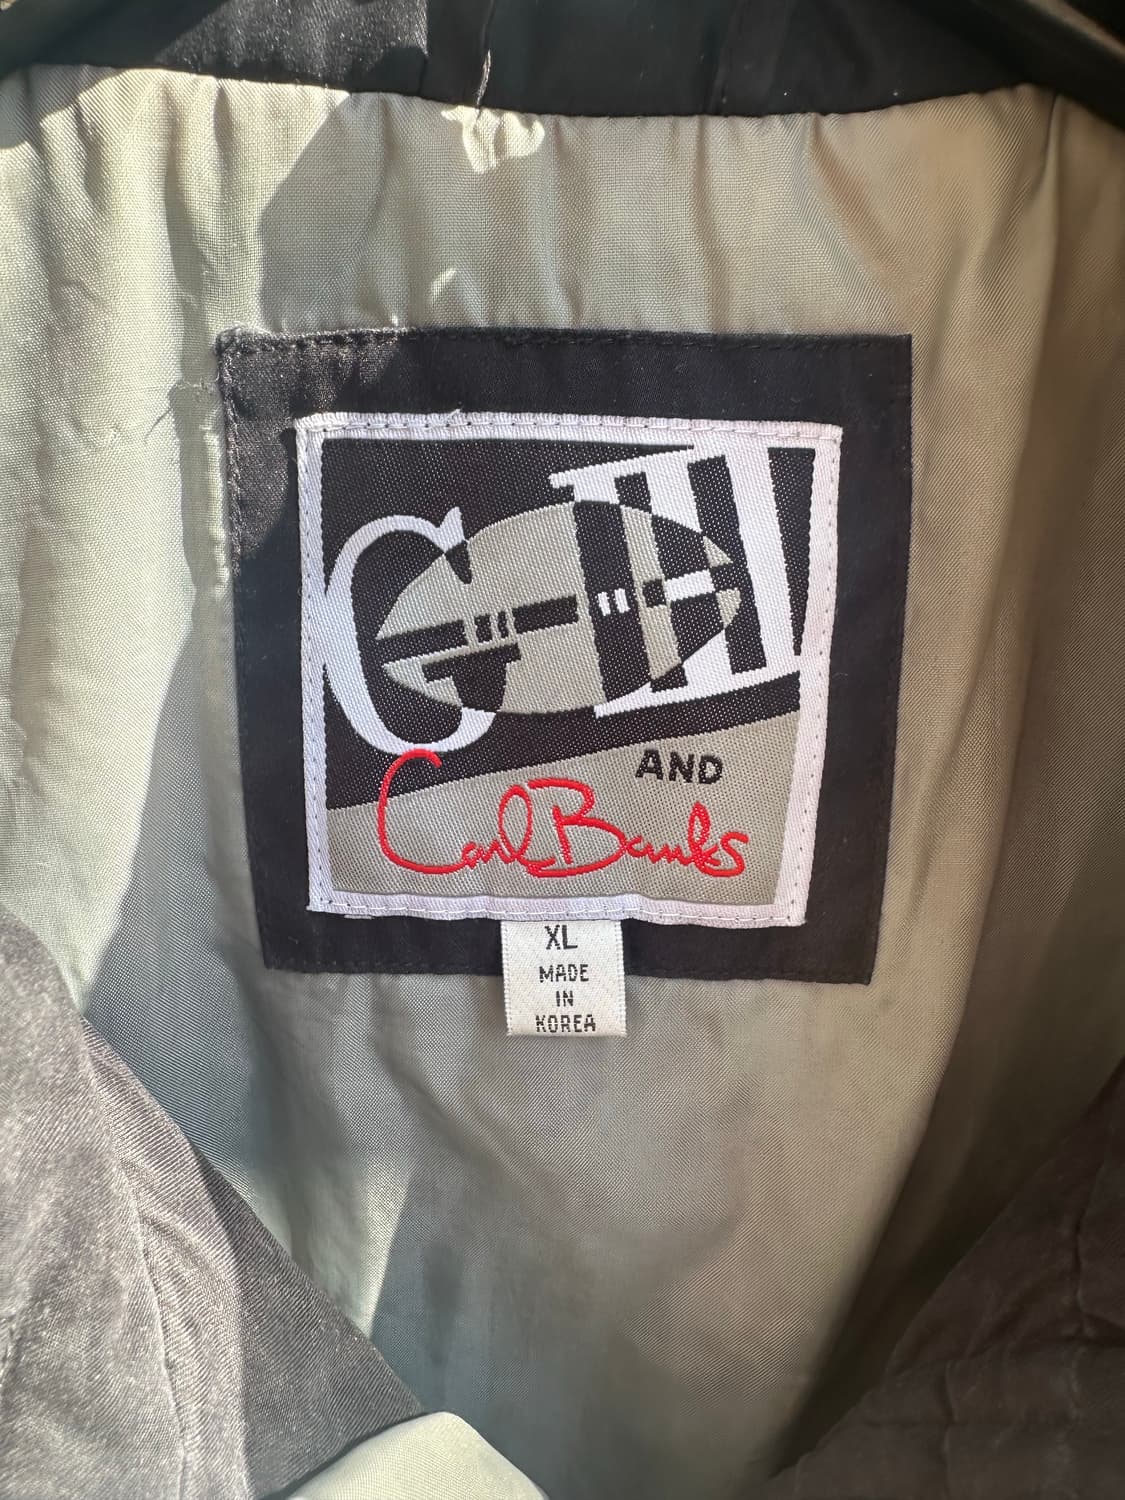 G III
AND
Carl Banks
XL
MADE
IN
KOREA